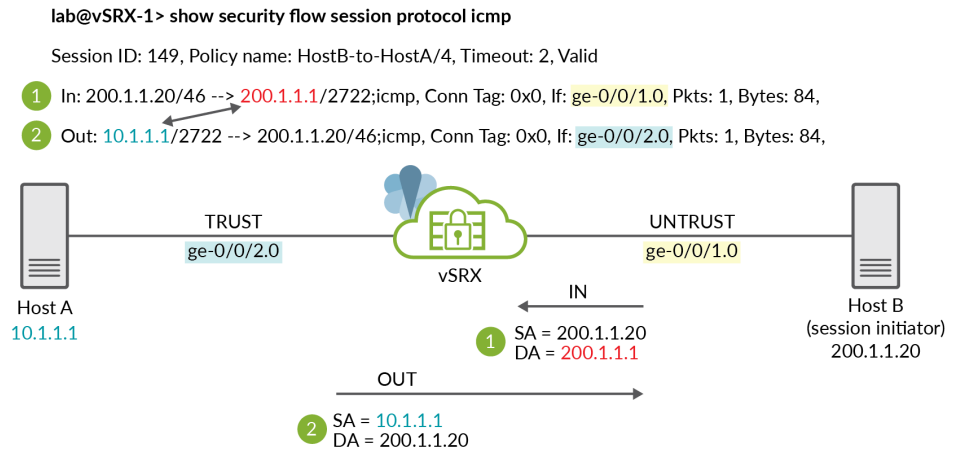 lab@vSRX-1> show security flow session protocol icmp
Session ID: 149, Policy name: HostB-to-HostA/4, Timeout: 2, Valid
1 In: 200.1.1.20/46 --> 200.1.1.1/2722;icmp, Conn Tag: 0x0, If: ge-0/0/1.0, Pkts: 1, Bytes: 84,
2 Out: 10.1.1.1/2722 --> 200.1.1.20/46;icmp, Conn Tag: 0x0, If: ge-0/0/2.0, Pkts: 1, Bytes: 84,
TRUST
ge-0/0/2.0
vSRX
UNTRUST
ge-0/0/1.0
Host A
10.1.1.1
Host B
(session initiator)
200.1.1.20
IN
1
SA = 200.1.1.20
DA = 200.1.1.1
OUT
2
SA = 10.1.1.1
DA = 200.1.1.20